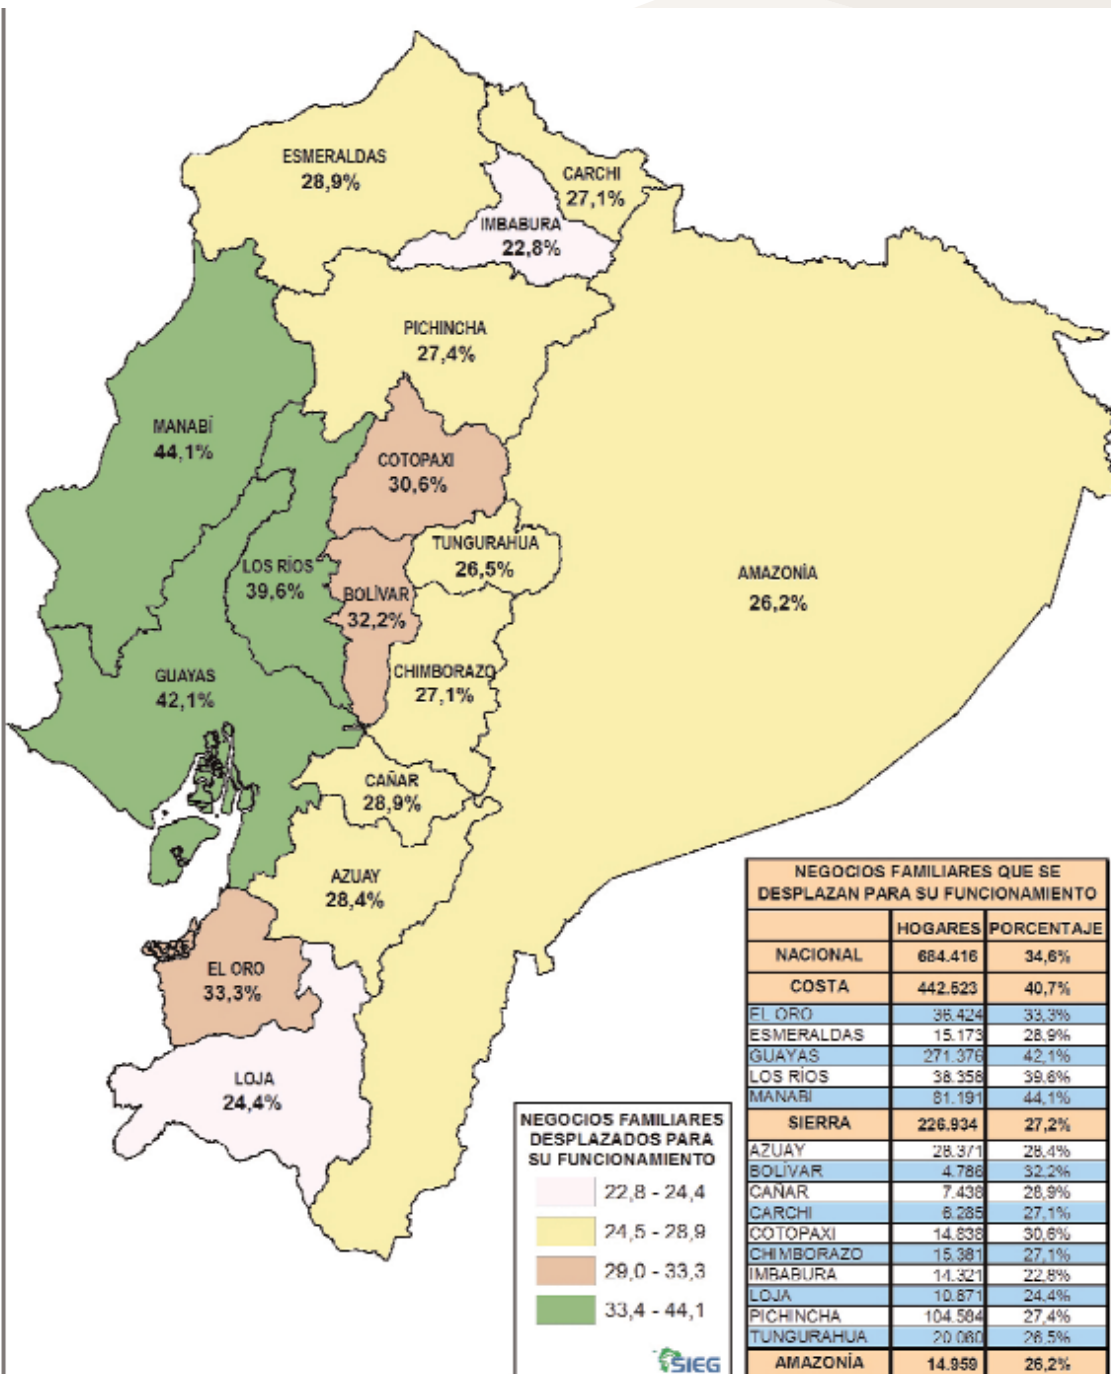 ESMERALDAS
28,9%
CARCHI
27,1%
IMBABURA
22,8%
PICHINCHA
27,4%
MANABÍ
44,1%
COTOPAXI
30,6%
TUNGURAHUA
26,5%
LOS RÍOS
39,6%
BOLÍVAR
32,2%
AMAZONÍA
26,2%
GUAYAS
42,1%
CHIMBORAZO
27,1%
CAÑAR
28,9%
AZUAY
28,4%
EL ORO
33,3%
LOJA
24,4%
NEGOCIOS FAMILIARES
DESPLAZADOS PARA
SU FUNCIONAMIENTO
22,8 - 24,4
24,5 - 28,9
29,0 - 33,3
33,4 - 44,1
SIEG
NEGOCIOS FAMILIARES QUE SE
DESPLAZAN PARA SU FUNCIONAMIENTO
HOGARES PORCENTAJE
NACIONAL 684.416 34,6%
COSTA 442.523 40,7%
EL ORO 36.424 33,3%
ESMERALDAS 15.173 28,9%
GUAYAS 271.376 42,1%
LOS RÍOS 38.358 39,6%
MANABI 81.191 44,1%
SIERRA 226.934 27,2%
AZUAY 28.371 28,4%
BOLÍVAR 4.786 32,2%
CAÑAR 7.438 28,9%
CARCHI 6.285 27,1%
COTOPAXI 14.838 30,6%
CHIMBORAZO 15.381 27,1%
IMBABURA 14.321 22,8%
LOJA 10.871 24,4%
PICHINCHA 104.584 27,4%
TUNGURAHUA 20.060 26,5%
AMAZONÍA 14.959 26,2%